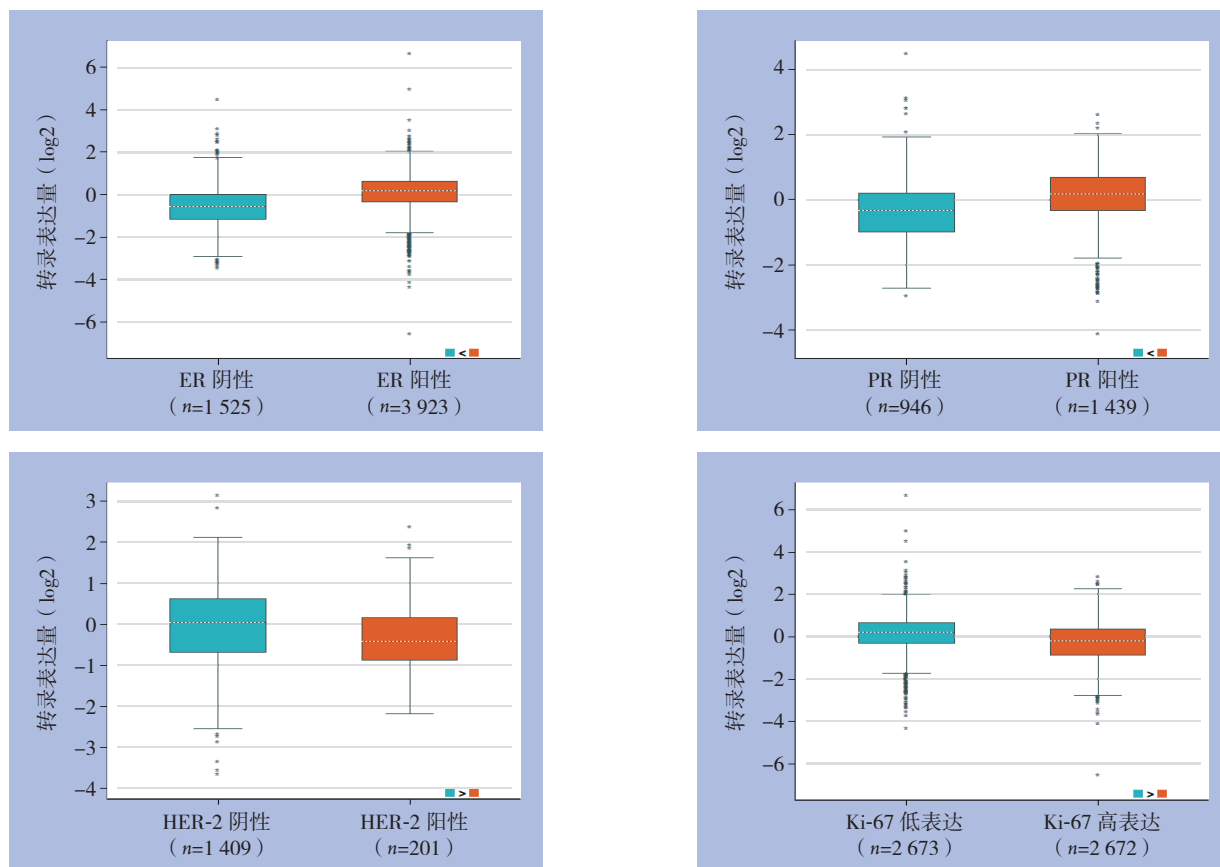 转录表达量（log2）
6
4
2
0
−2
−4
−6
<
ER 阴性
（n=1 525）
ER 阳性
（n=3 923）
转录表达量（log2）
4
2
0
−2
−4
<
PR 阴性
（n=946）
PR 阳性
（n=1 439）
转录表达量（log2）
3
2
1
0
−1
−2
−3
−4
>
HER-2 阴性
（n=1 409）
HER-2 阳性
（n=201）
转录表达量（log2）
6
4
2
0
−2
−4
−6
>
Ki-67 低表达
（n=2 673）
Ki-67 高表达
（n=2 672）